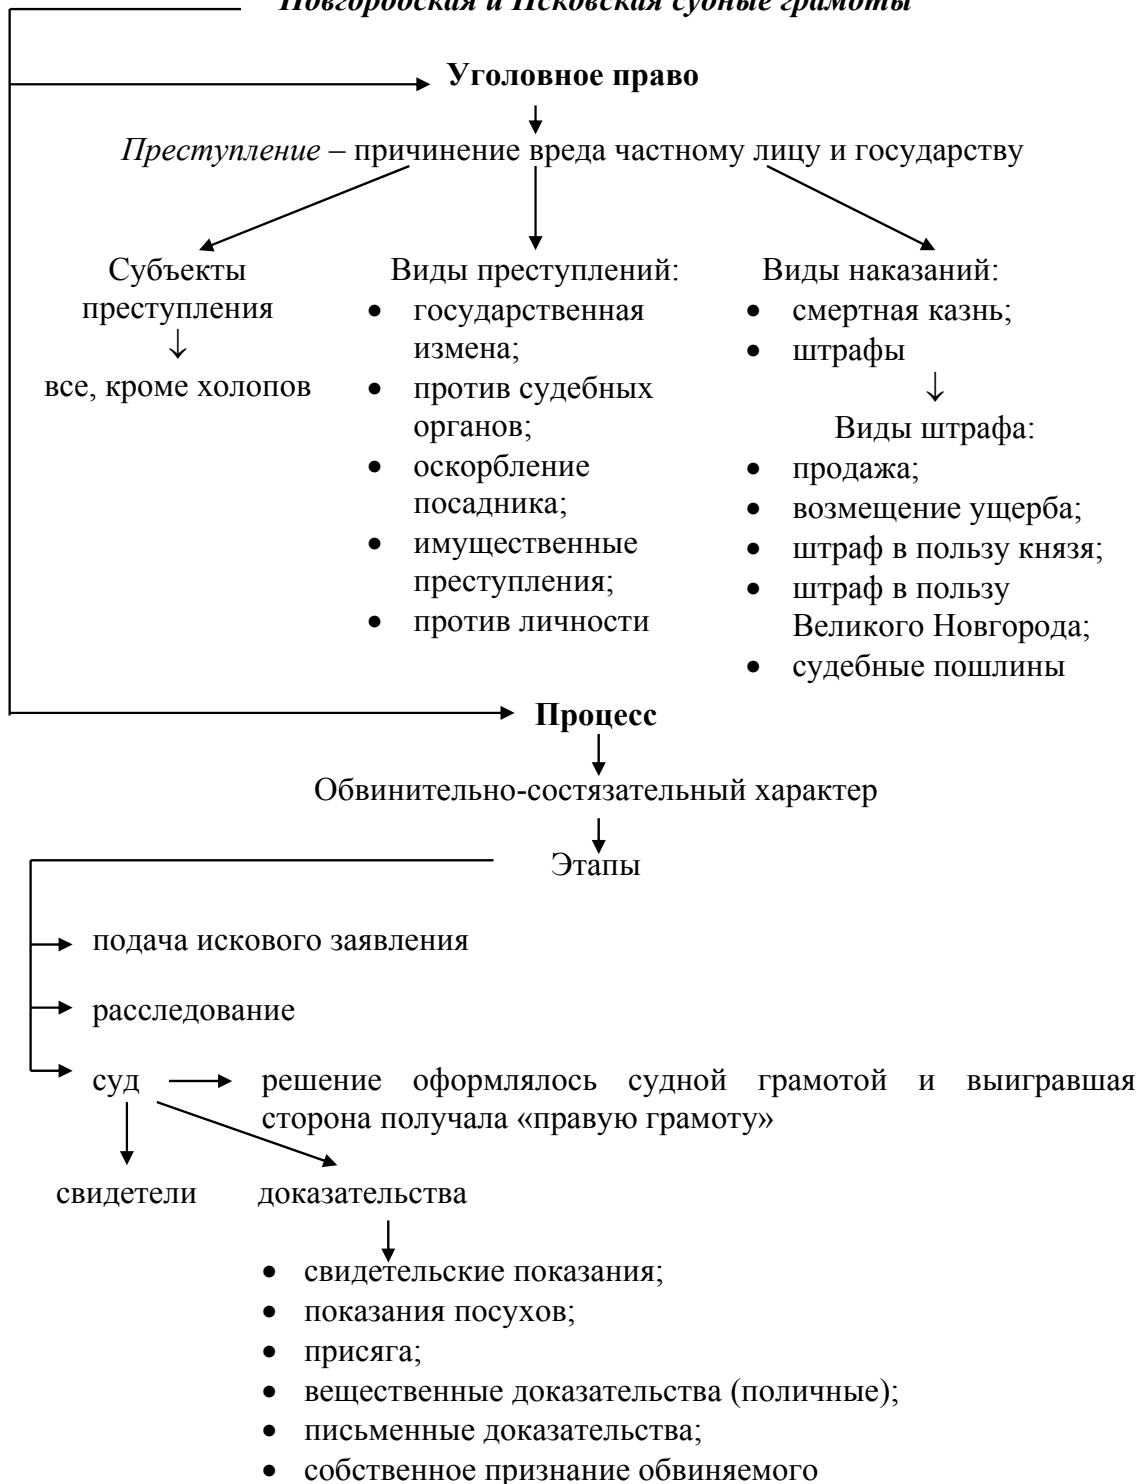 Новгородская и Псковская судные грамоты
Уголовное право
Преступление – причинение вреда частному лицу и государству
Субъекты
преступления
все, кроме холопов
Виды преступлений:
• государственная
измена;
• против судебных
органов;
• оскорбление
посадника;
• имущественные
преступления;
• против личности
Виды наказаний:
• смертная казнь;
• штрафы
Виды штрафа:
• продажа;
• возмещение ущерба;
• штраф в пользу князя;
• штраф в пользу
Великого Новгорода;
• судебные пошлины
Процесс
Обвинительно-состязательный характер
Этапы
подача искового заявления
расследование
суд
решение оформлялось судной грамотой и выигравшая
сторона получала «правую грамоту»
свидетели
доказательства
• свидетельские показания;
• показания посухов;
• присяга;
• вещественные доказательства (поличные);
• письменные доказательства;
• собственное признание обвиняемого